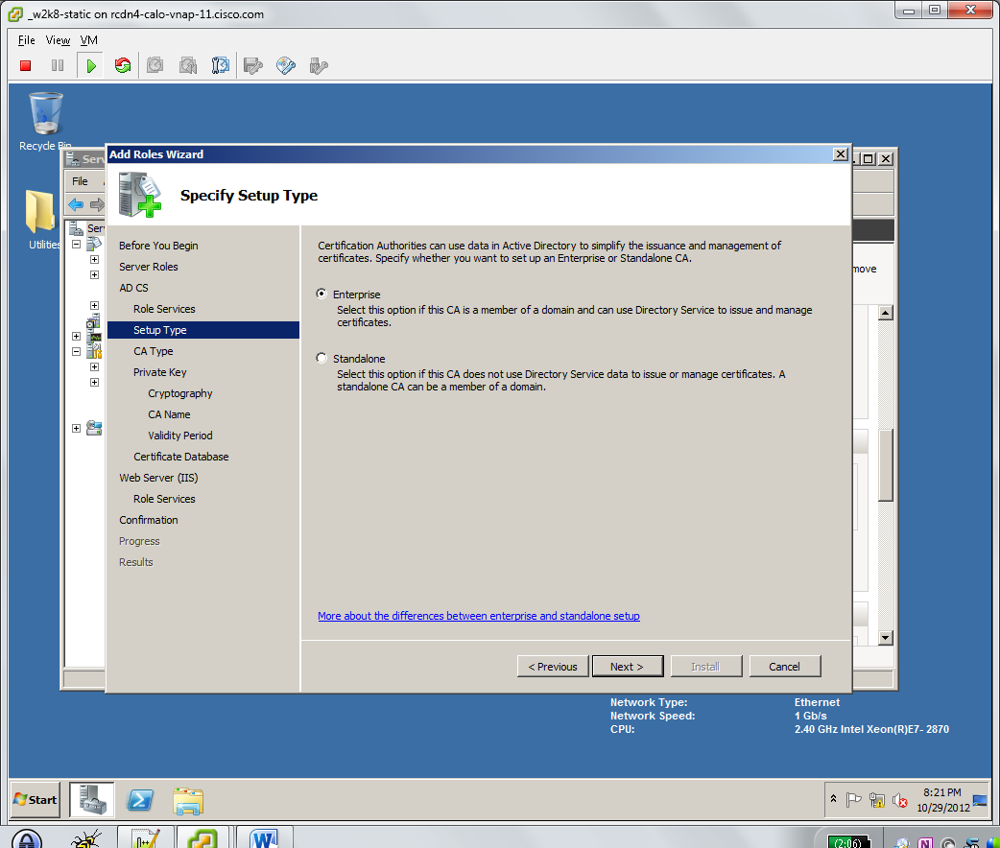 _w2k8-static on rcdn4-calo-vnap-11.cisco.com
File View VM
Recycle Bin
Utilities
Serv
File
Ser
Add Roles Wizard
Specify Setup Type
Before You Begin
Server Roles
AD CS
Role Services
Setup Type
CA Type
Private Key
Cryptography
CA Name
Validity Period
Certificate Database
Web Server (IIS)
Role Services
Confirmation
Progress
Results
Certification Authorities can use data in Active Directory to simplify the issuance and management of
certificates. Specify whether you want to set up an Enterprise or Standalone CA.
Enterprise
Select this option if this CA is a member of a domain and can use Directory Service to issue and manage
certificates.
Standalone
Select this option if this CA does not use Directory Service data to issue or manage certificates. A
standalone CA can be a member of a domain.
More about the differences between enterprise and standalone setup
< Previous Next > Install Cancel
move
Network Type: Ethernet
Network Speed: 1 Gb/s
CPU: 2.40 GHz Intel Xeon(R)E7- 2870
Start
8:21 PM
10/29/2012
W
(2:06)
N